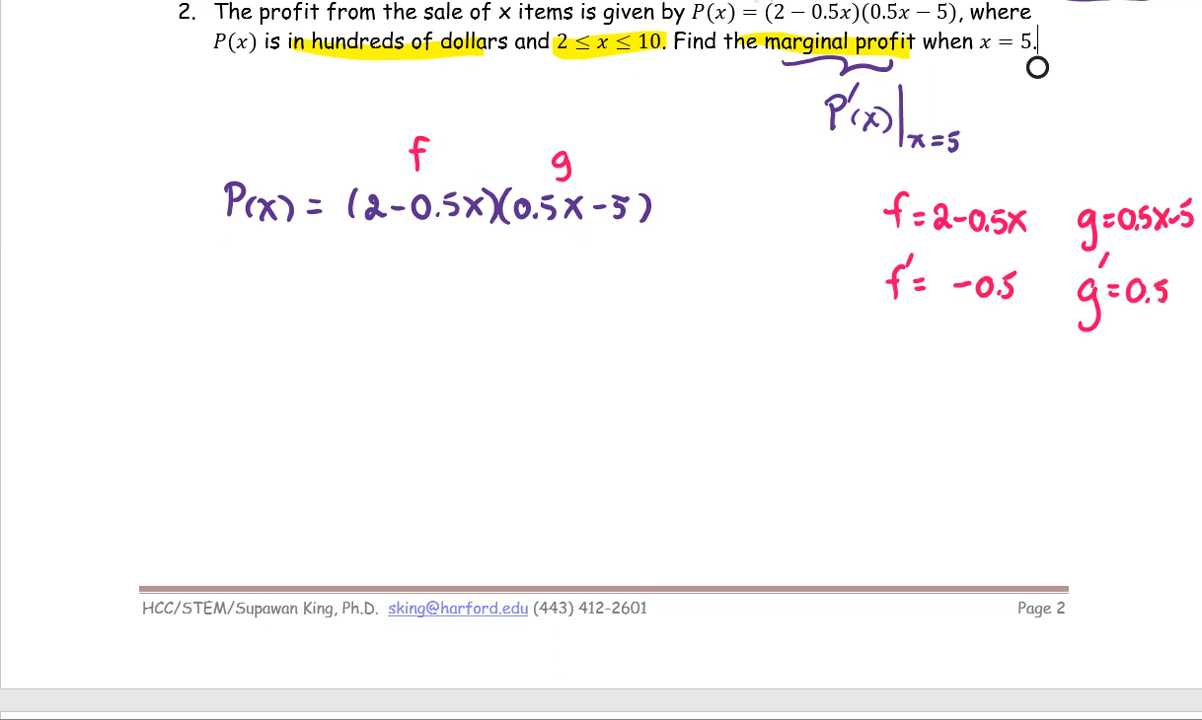 2. The profit from the sale of x items is given by P(x) = (2 − 0.5x)(0.5x − 5), where
P(x) is in hundreds of dollars and 2 ≤ x ≤ 10. Find the marginal profit when x = 5.
P'(x)|x=5
f g
P(x) = (2-0.5x)(0.5x-5)
f = 2-0.5x g=0.5x-5
f' = -0.5 g'=0.5
HCC/STEM/Supawan King, Ph.D. sking@harford.edu (443) 412-2601 Page 2